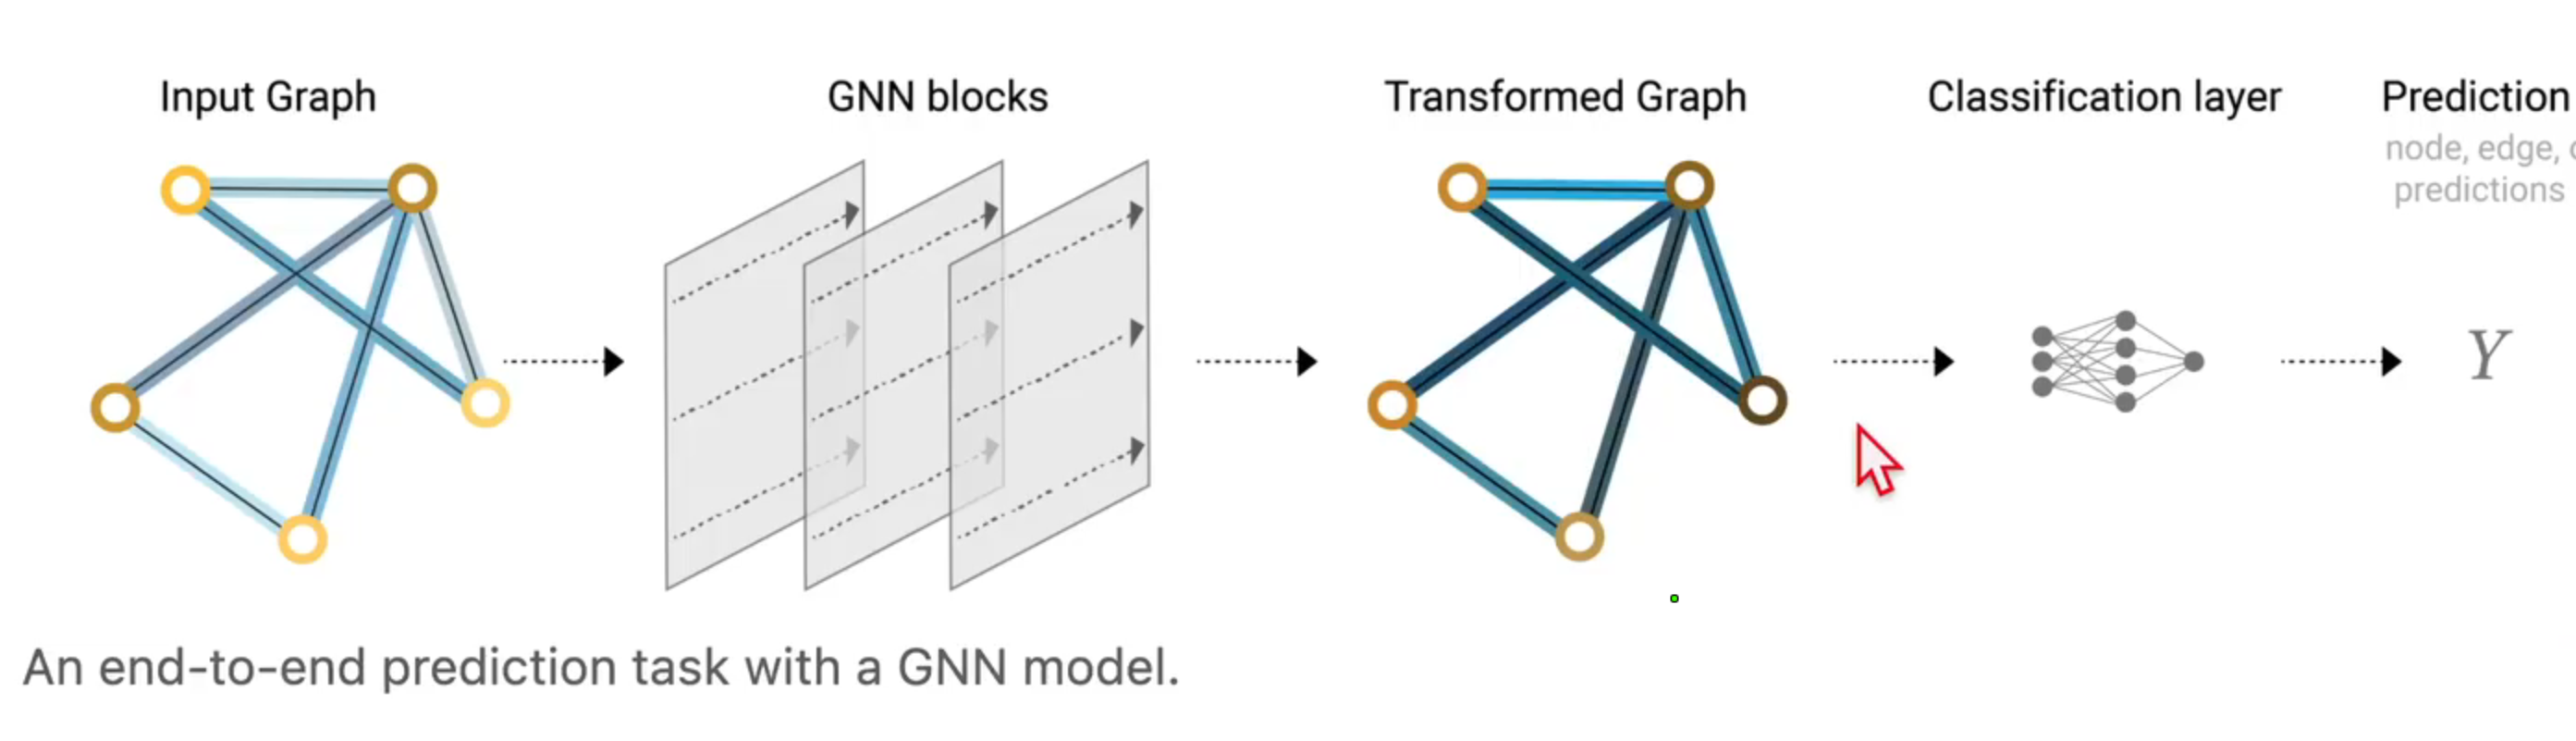 Input Graph
GNN blocks
Transformed Graph
Classification layer
Prediction
node, edge,
predictions
Y
An end-to-end prediction task with a GNN model.